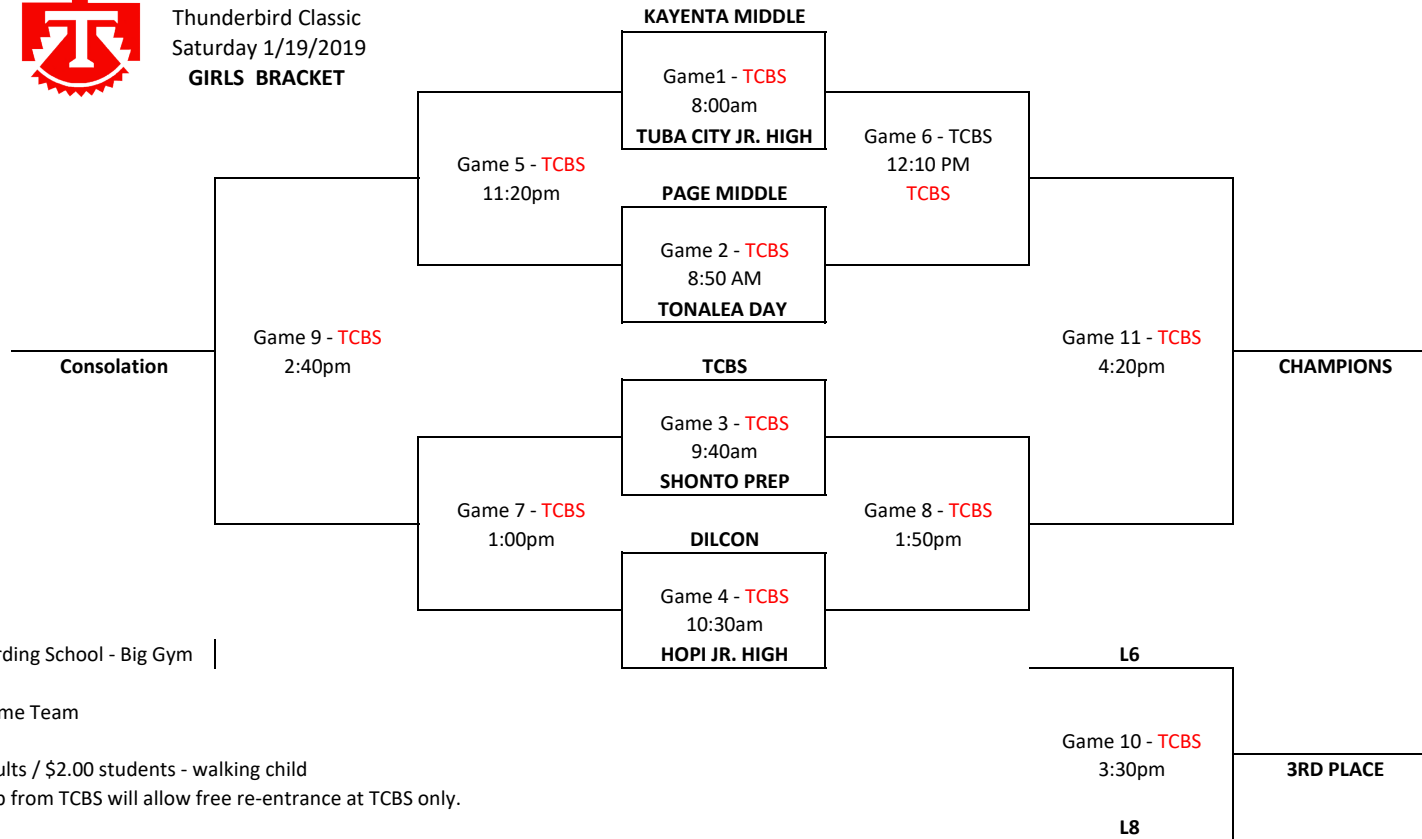 Thunderbird Classic
Saturday 1/19/2019
GIRLS BRACKET
KAYENTA MIDDLE
Game1 - TCBS
8:00am
TUBA CITY JR. HIGH
Game 5 - TCBS
11:20pm
Game 6 - TCBS
12:10 PM
TCBS
PAGE MIDDLE
Game 2 - TCBS
8:50 AM
TONALEA DAY
Game 9 - TCBS
2:40pm
Consolation
Game 11 - TCBS
4:20pm
CHAMPIONS
TCBS
Game 3 - TCBS
9:40am
SHONTO PREP
Game 7 - TCBS
1:00pm
Game 8 - TCBS
1:50pm
DILCON
Game 4 - TCBS
10:30am
HOPI JR. HIGH
rding School - Big Gym
me Team
ults / $2.00 students - walking child
from TCBS will allow free re-entrance at TCBS only.
L6
Game 10 - TCBS
3:30pm
3RD PLACE
L8